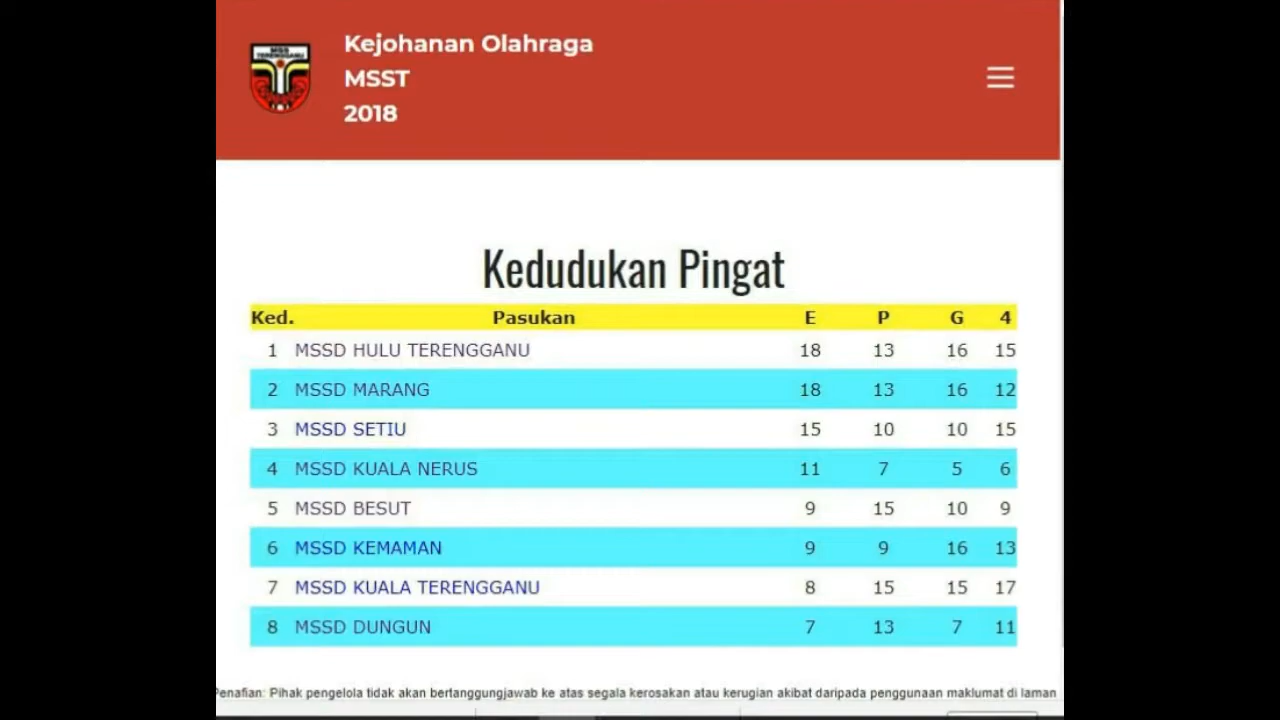 MSS
TERENGGANU
Kejohanan Olahraga
MSST
2018
Kedudukan Pingat
Ked. Pasukan E P G 4
1 MSSD HULU TERENGGANU 18 13 16 15
2 MSSD MARANG 18 13 16 12
3 MSSD SETIU 15 10 10 15
4 MSSD KUALA NERUS 11 7 5 6
5 MSSD BESUT 9 15 10 9
6 MSSD KEMAMAN 9 9 16 13
7 MSSD KUALA TERENGGANU 8 15 15 17
8 MSSD DUNGUN 7 13 7 11
Penafian: Pihak pengelola tidak akan bertanggungjawab ke atas segala kerosakan atau kerugian akibat daripada penggunaan maklumat di laman